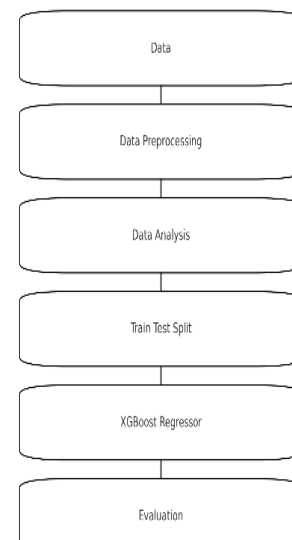 Data
Data Preprocessing
Data Analysis
Train Test Split
XGBoost Regressor
Evaluation